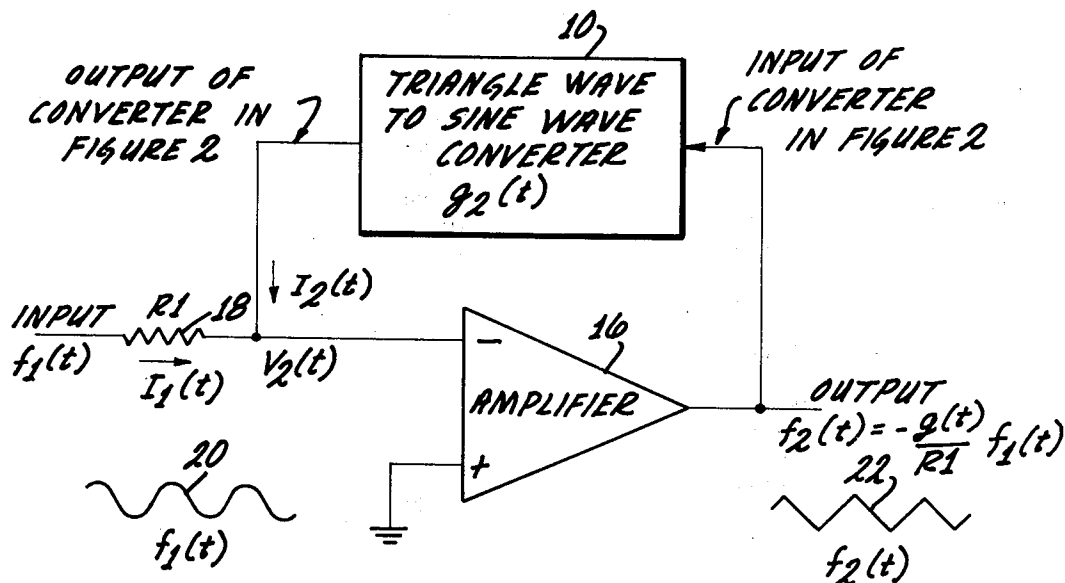 10
OUTPUT OF
CONVERTER IN
FIGURE 2
TRIANGLE WAVE
TO SINE WAVE
CONVERTER
g2(t)
INPUT OF
CONVERTER
IN FIGURE 2
I2(t)
INPUT
f1(t)
R1
18
I1(t)
V2(t)
−
AMPLIFIER
+
16
OUTPUT
f2(t) = - g(t)/R1 f1(t)
20
f1(t)
22
f2(t)